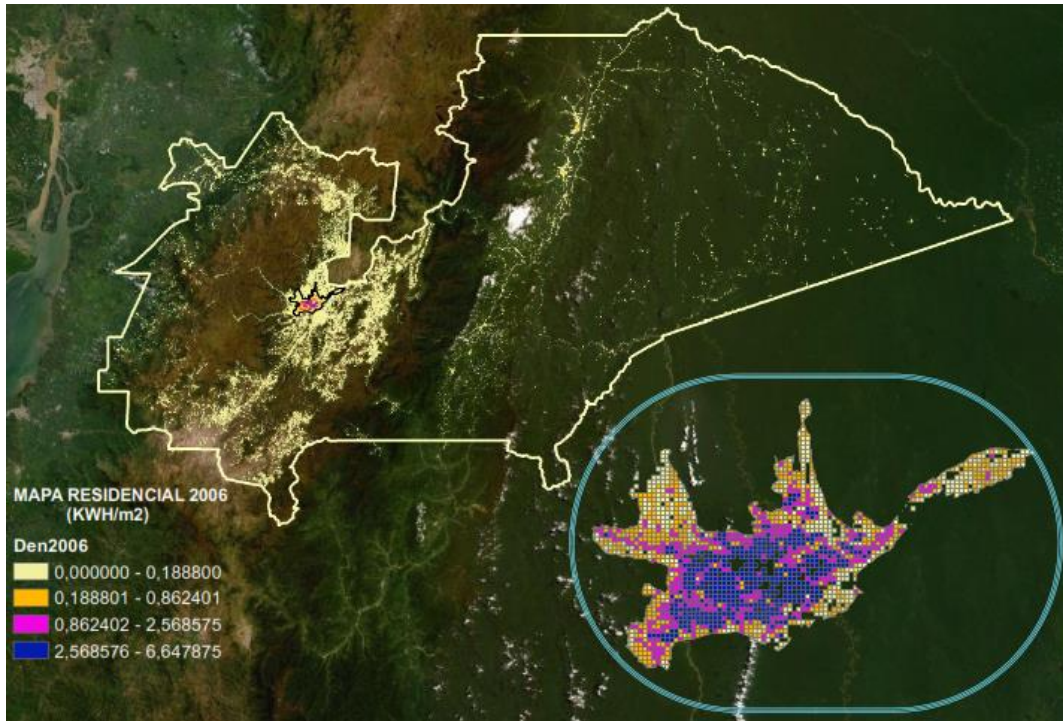 MAPA RESIDENCIAL 2006
(KWH/m2)
Den2006
0,000000 - 0,188800
0,188801 - 0,862401
0,862402 - 2,568575
2,568576 - 6,647875